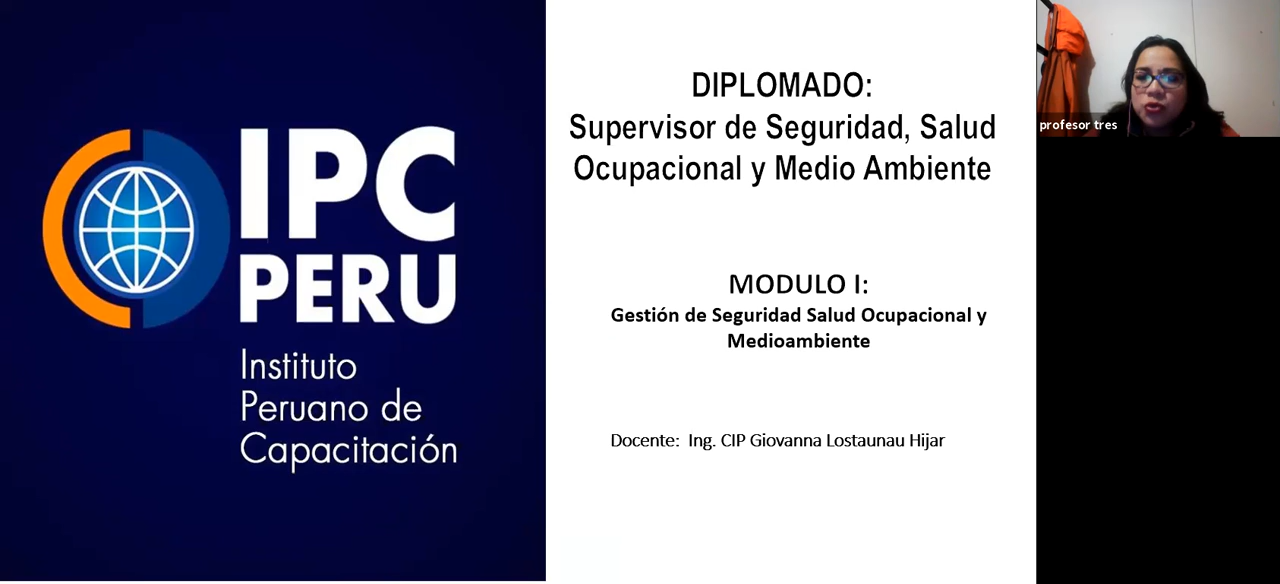 IPC
PERU
Instituto
Peruano de
Capacitación
DIPLOMADO:
Supervisor de Seguridad, Salud
Ocupacional y Medio Ambiente
MODULO I:
Gestión de Seguridad Salud Ocupacional y
Medioambiente
Docente: Ing. CIP Giovanna Lostaunau Hijar
profesor tres